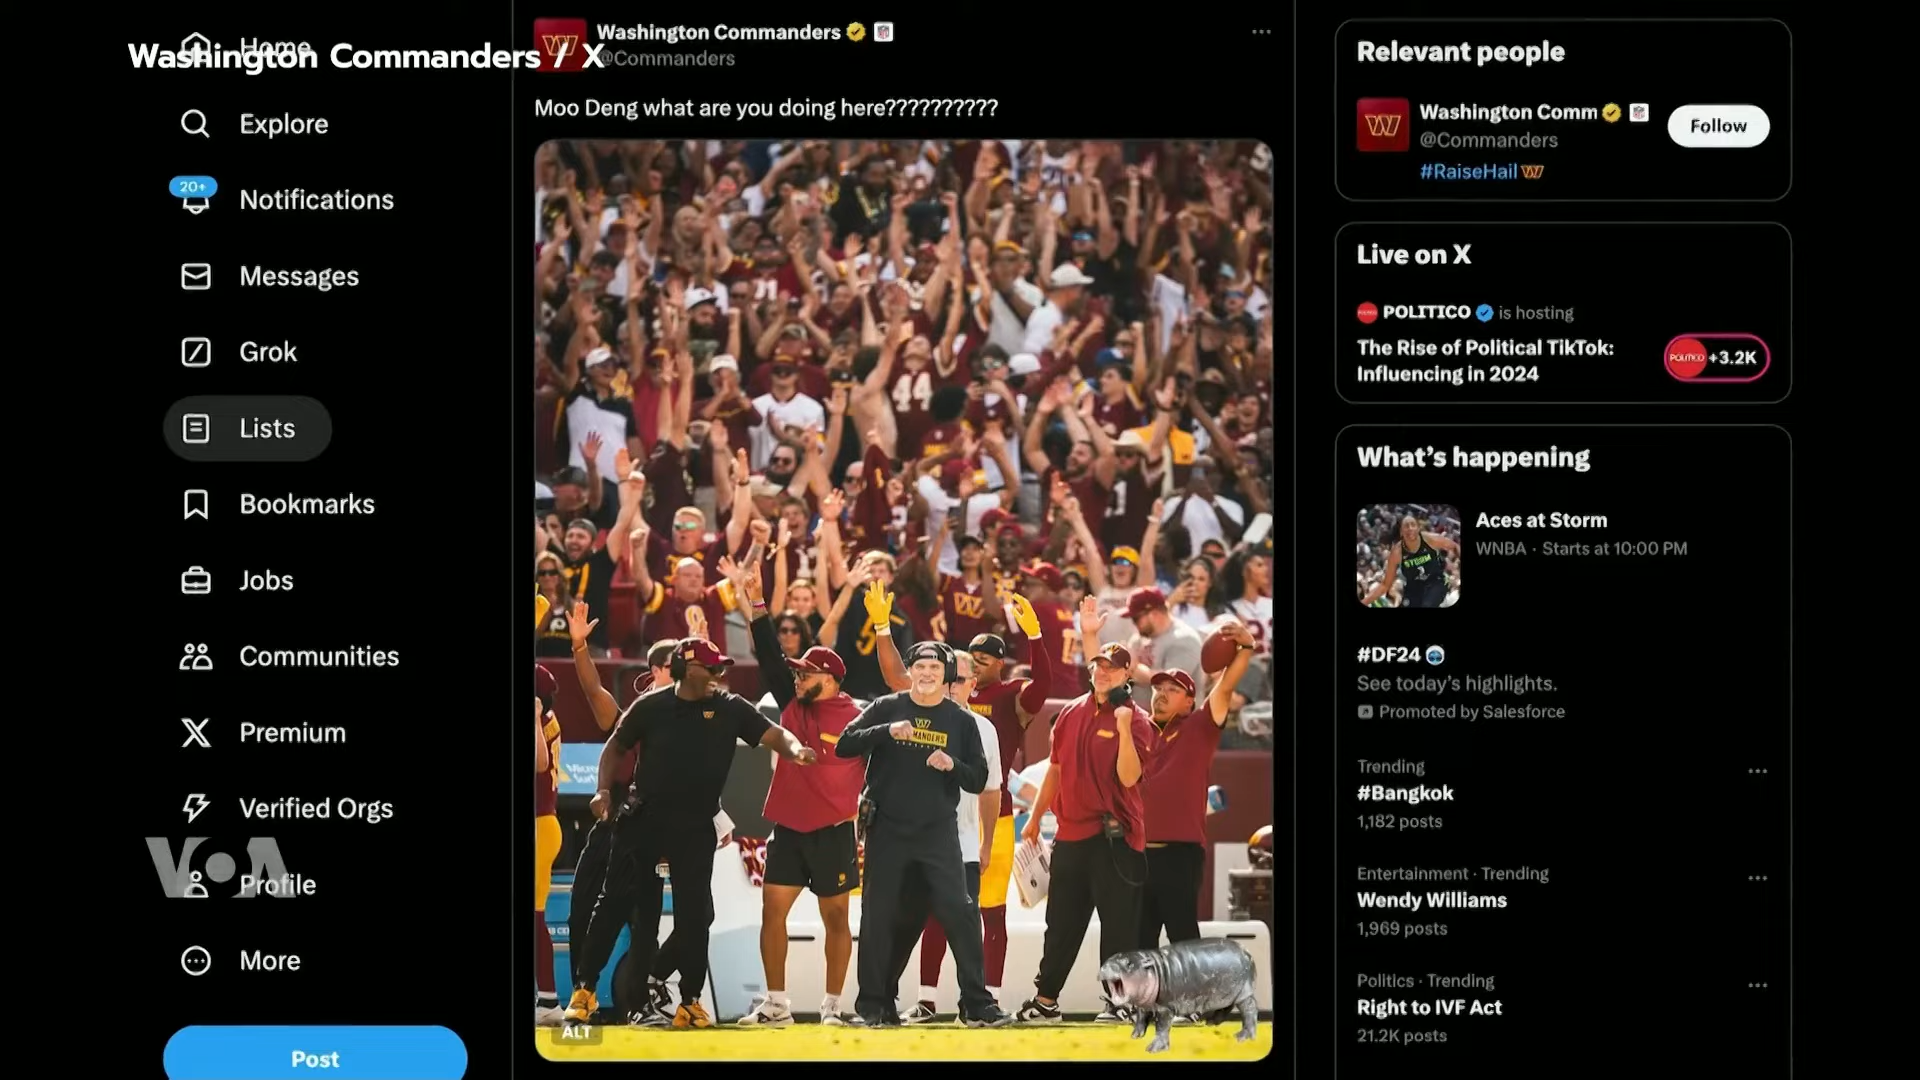 Washington Commanders / X
Home
Explore
20+
Notifications
Messages
Grok
Lists
Bookmarks
Jobs
Communities
Premium
Verified Orgs
VOA
Profile
More
Post
Washington Commanders
@Commanders
Moo Deng what are you doing here??????????
44
ALT
Relevant people
Washington Comm
@Commanders
#RaiseHail
Follow
Live on X
POLITICO is hosting
The Rise of Political TikTok:
Influencing in 2024
POLITICO
+3.2K
What's happening
Aces at Storm
WNBA · Starts at 10:00 PM
#DF24
See today's highlights.
Promoted by Salesforce
Trending
#Bangkok
1,182 posts
Entertainment · Trending
Wendy Williams
1,969 posts
Politics · Trending
Right to IVF Act
21.2K posts